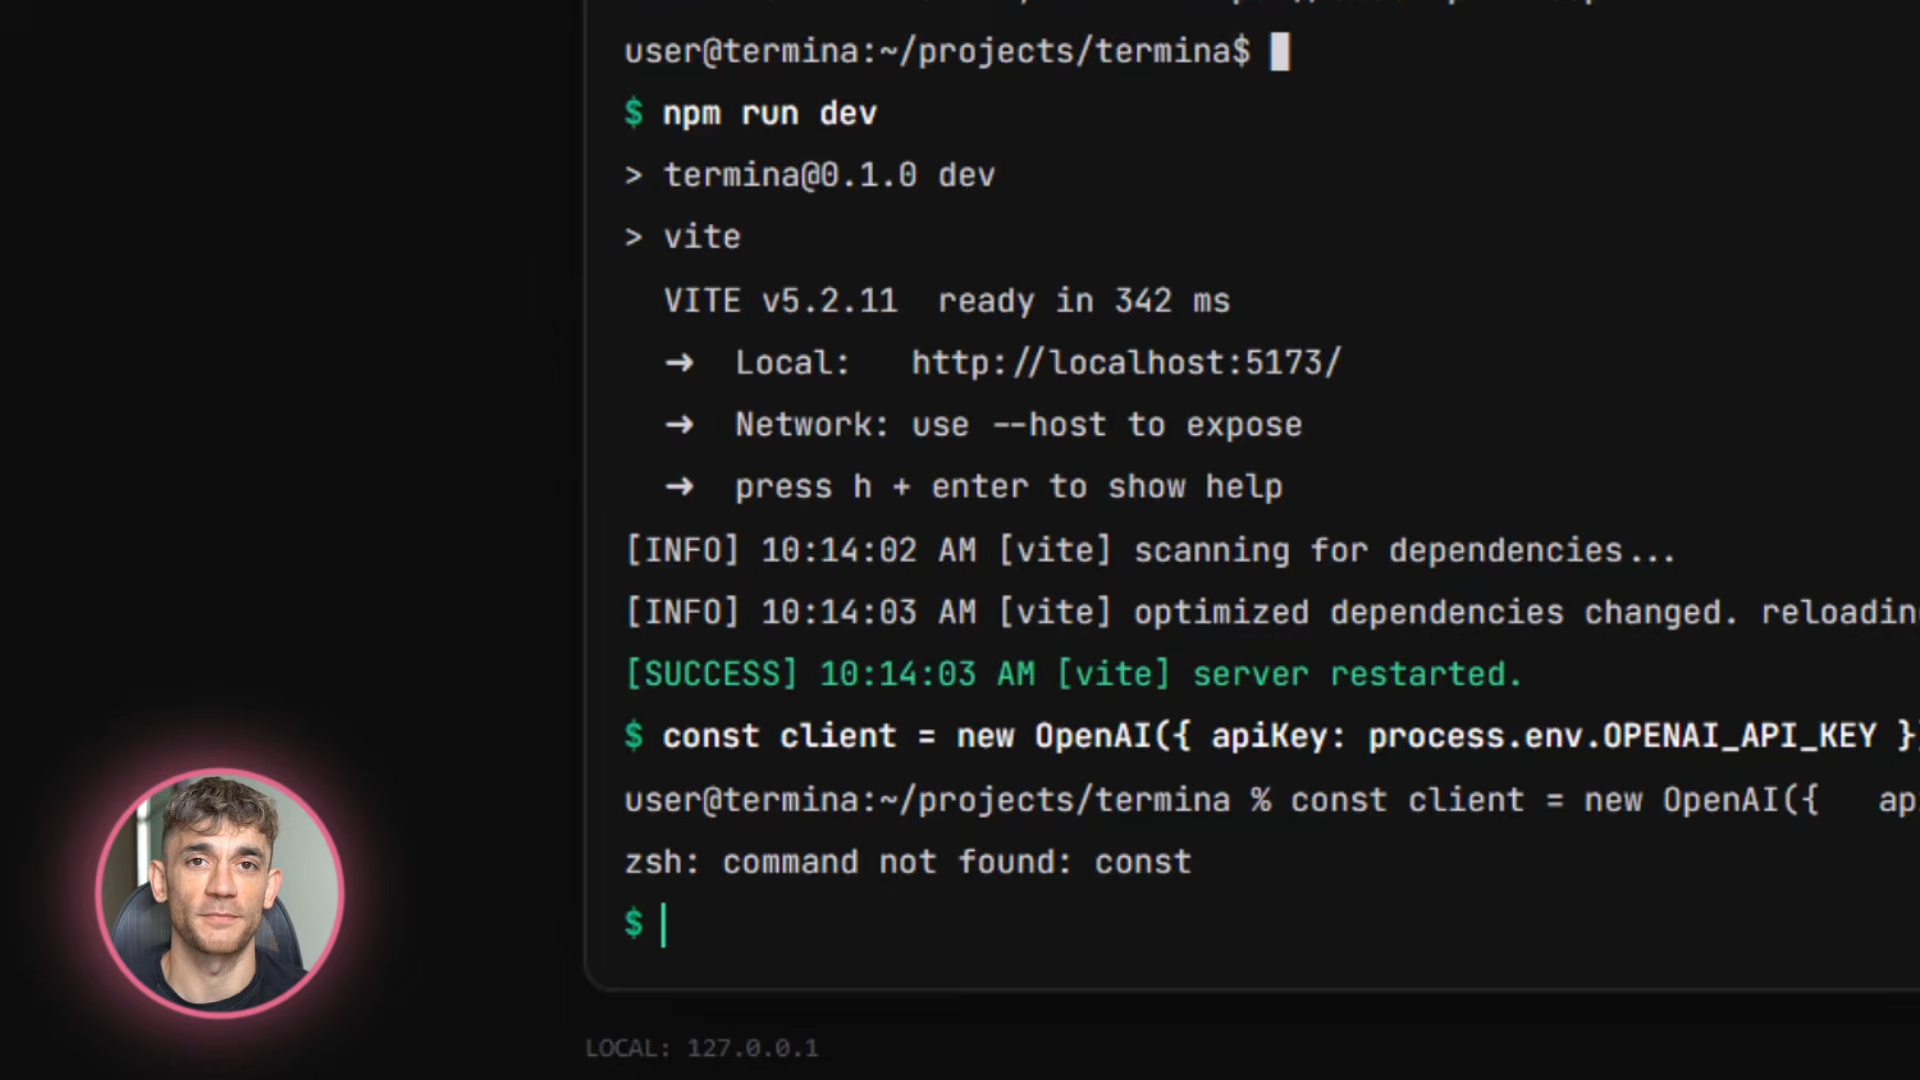 user@termina:~/projects/termina$
$ npm run dev
> termina@0.1.0 dev
> vite
VITE v5.2.11  ready in 342 ms
→  Local:   http://localhost:5173/
→  Network: use --host to expose
→  press h + enter to show help
[INFO] 10:14:02 AM [vite] scanning for dependencies...
[INFO] 10:14:03 AM [vite] optimized dependencies changed. reloading
[SUCCESS] 10:14:03 AM [vite] server restarted.
$ const client = new OpenAI({ apiKey: process.env.OPENAI_API_KEY }
user@termina:~/projects/termina % const client = new OpenAI({   ap
zsh: command not found: const
$
LOCAL: 127.0.0.1